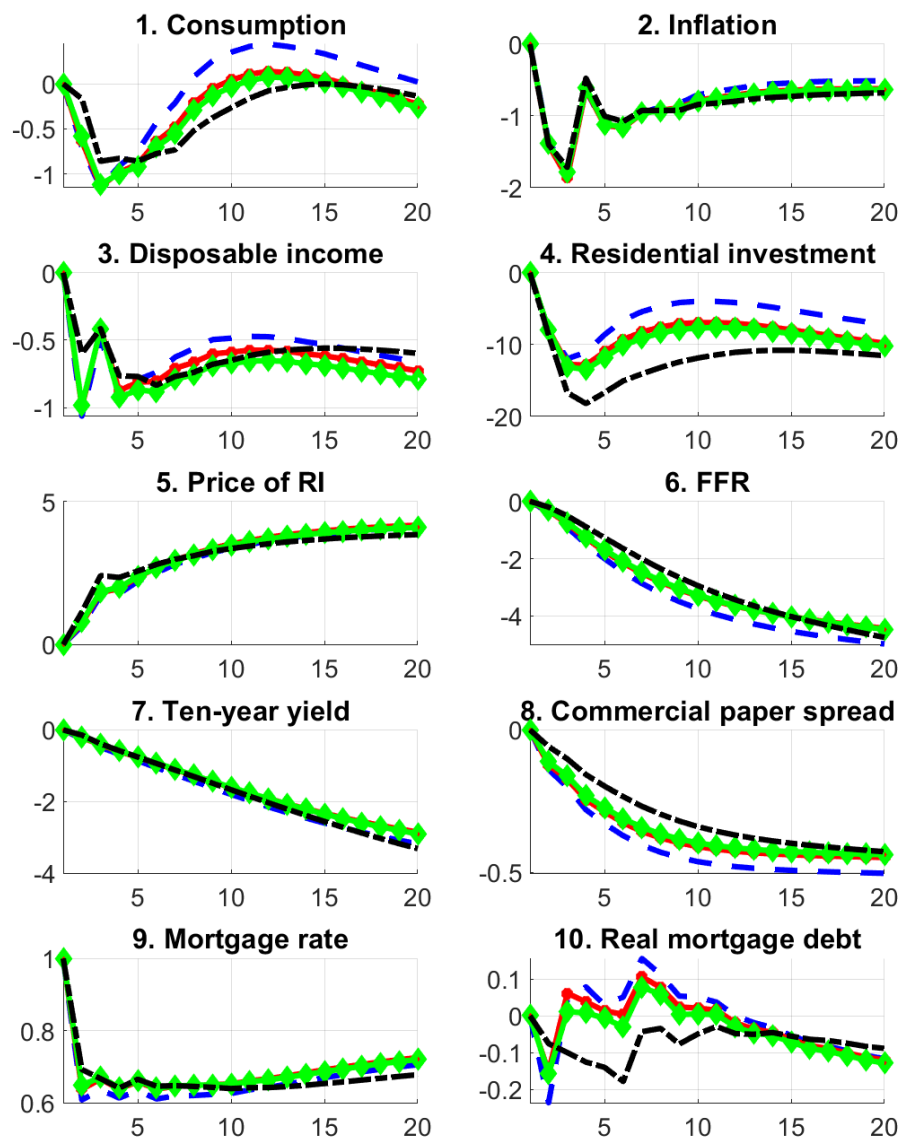 1. Consumption
0
-0.5
-1
5 10 15 20
2. Inflation
0
-1
-2
5 10 15 20
3. Disposable income
0
-0.5
-1
5 10 15 20
4. Residential investment
0
-10
-20
5 10 15 20
5. Price of RI
5
0
5 10 15 20
6. FFR
0
-2
-4
5 10 15 20
7. Ten-year yield
0
-2
-4
5 10 15 20
8. Commercial paper spread
0
-0.5
5 10 15 20
9. Mortgage rate
1
0.8
0.6
5 10 15 20
10. Real mortgage debt
0.1
0
-0.1
-0.2
5 10 15 20